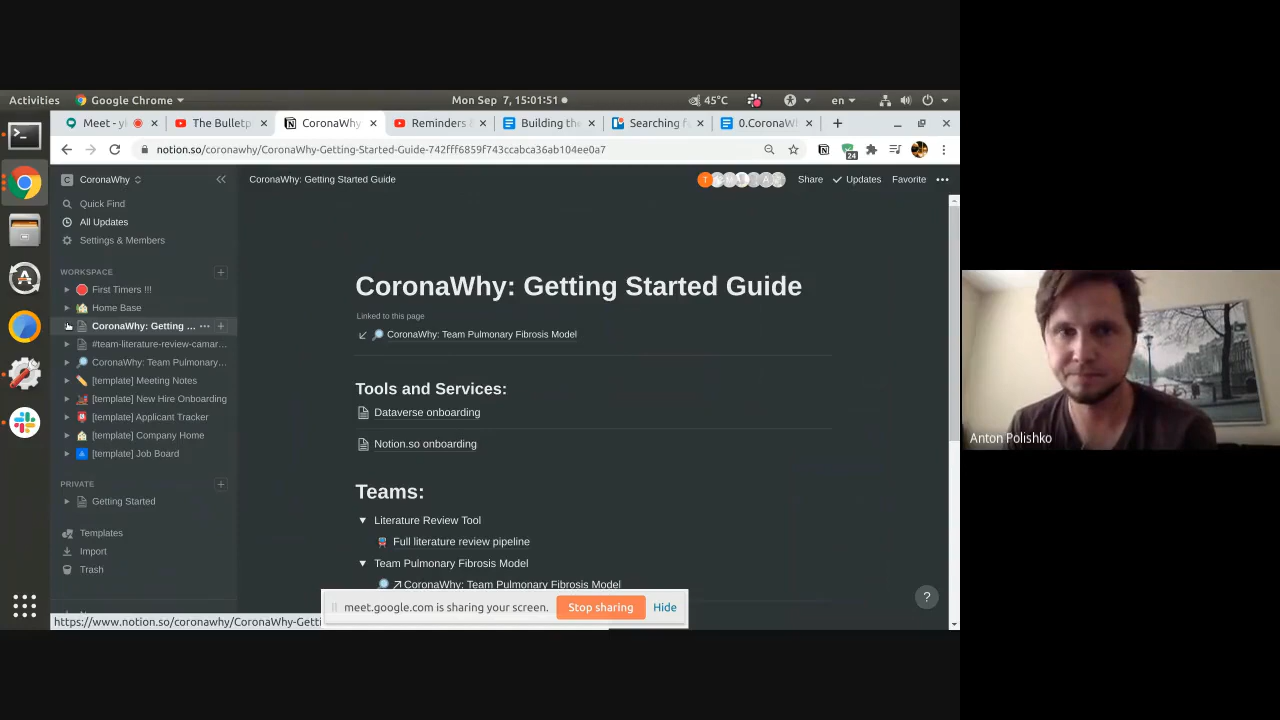 Activities
Google Chrome
Mon Sep 7, 15:01:51
45°C
en
Meet - yl
The Bulletp
CoronaWhy
Reminders
Building the
Searching f
0.CoronaWh
notion.so/coronawhy/CoronaWhy-Getting-Started-Guide-742fff6859f743ccabca36ab104ee0a7
24
C CoronaWhy
CoronaWhy: Getting Started Guide
T
A
Share
Updates
Favorite
Quick Find
All Updates
Settings & Members
WORKSPACE
First Timers !!!
Home Base
CoronaWhy: Getting ...
#team-literature-review-camar...
CoronaWhy: Team Pulmonary...
[template] Meeting Notes
[template] New Hire Onboarding
[template] Applicant Tracker
[template] Company Home
[template] Job Board
PRIVATE
Getting Started
Templates
Import
Trash
CoronaWhy: Getting Started Guide
Linked to this page
CoronaWhy: Team Pulmonary Fibrosis Model
Tools and Services:
Dataverse onboarding
Notion.so onboarding
Teams:
Literature Review Tool
Full literature review pipeline
Team Pulmonary Fibrosis Model
CoronaWhy: Team Pulmonary Fibrosis Model
meet.google.com is sharing your screen.
Stop sharing
Hide
?
https://www.notion.so/coronawhy/CoronaWhy-Getti
Anton Polishko